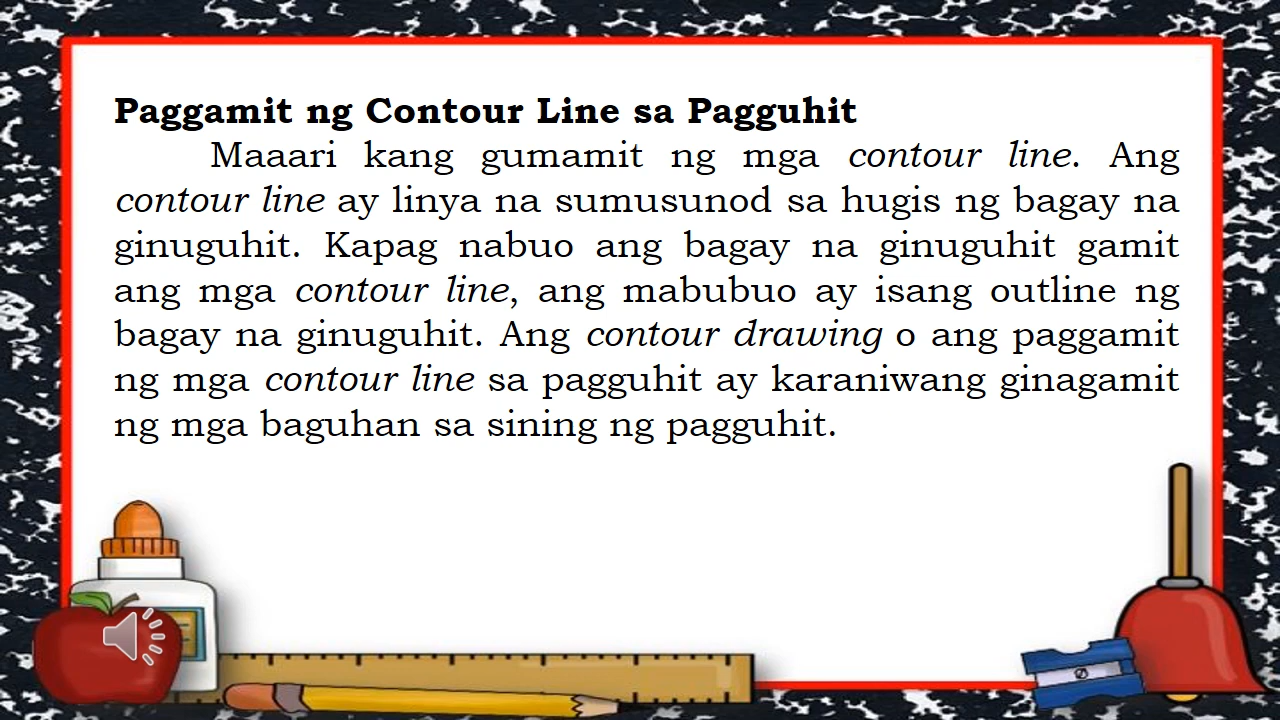 Paggamit ng Contour Line sa Pagguhit
Maaari kang gumamit ng mga contour line. Ang
contour line ay linya na sumusunod sa hugis ng bagay na
ginuguhit. Kapag nabuo ang bagay na ginuguhit gamit
ang mga contour line, ang mabubuo ay isang outline ng
bagay na ginuguhit. Ang contour drawing o ang paggamit
ng mga contour line sa pagguhit ay karaniwang ginagamit
ng mga baguhan sa sining ng pagguhit.